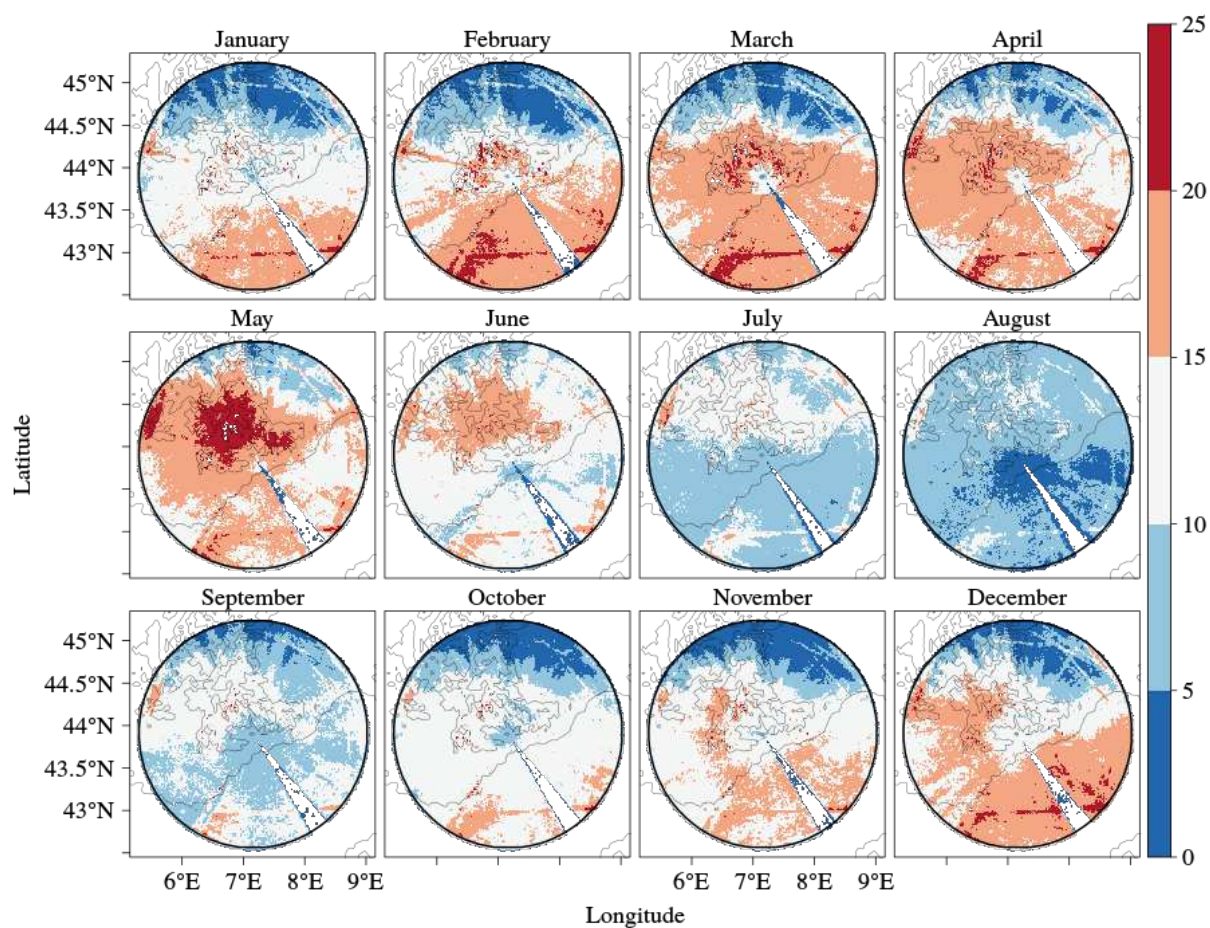 January
February
March
April
25
45°N
44.5°N
44°N
43.5°N
43°N
20
May
June
July
August
15
Latitude
10
September
October
November
December
45°N
44.5°N
44°N
43.5°N
43°N
5
0
6°E 7°E 8°E 9°E
6°E 7°E 8°E 9°E
Longitude